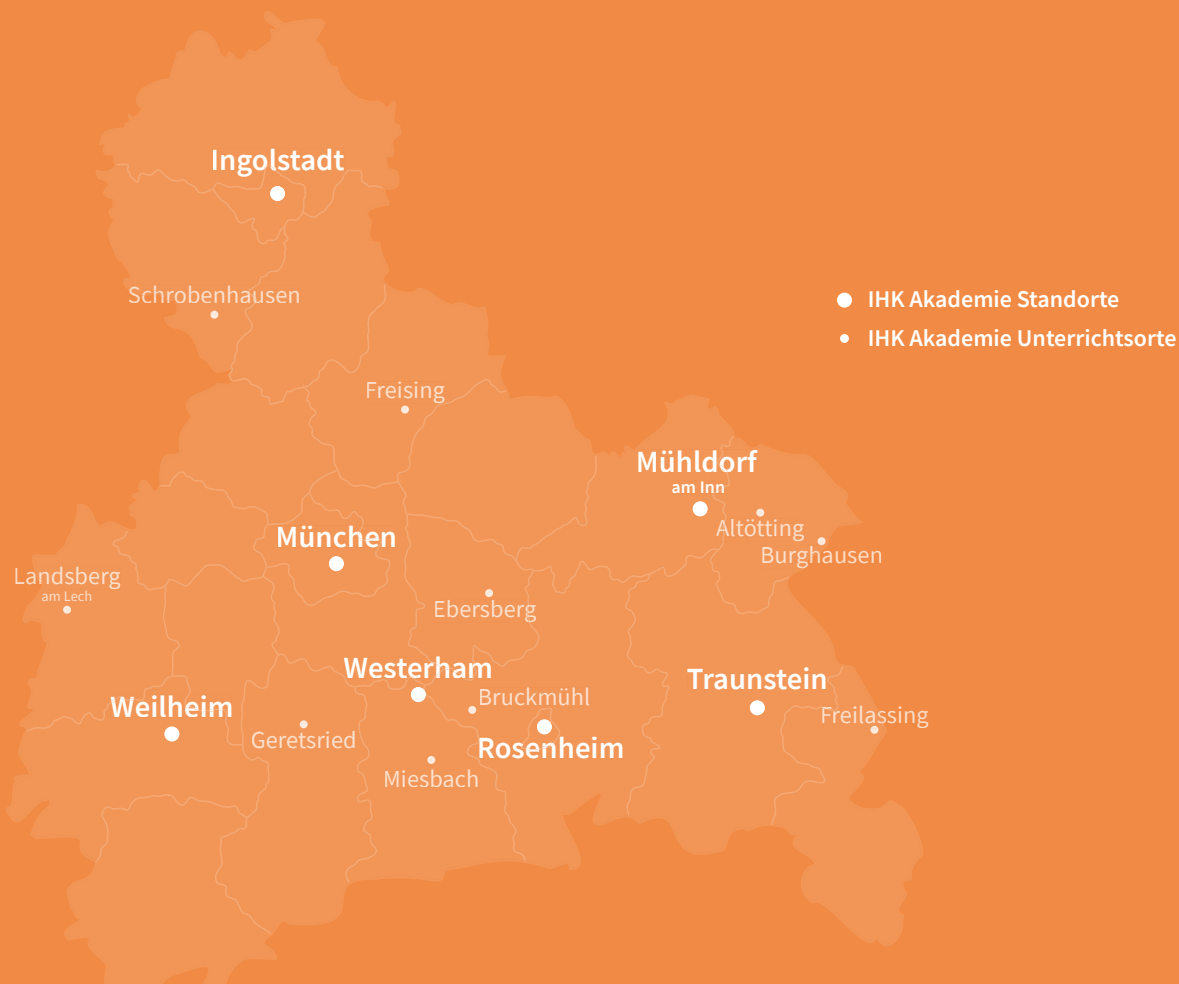 Ingolstadt
Schrobenhausen
IHK Akademie Standorte
IHK Akademie Unterrichtsorte
Freising
Mühldorf
am Inn
Altötting
Burghausen
München
Landsberg
am Lech
Ebersberg
Westerham
Bruckmühl
Traunstein
Weilheim
Freilassing
Geretsried
Rosenheim
Miesbach